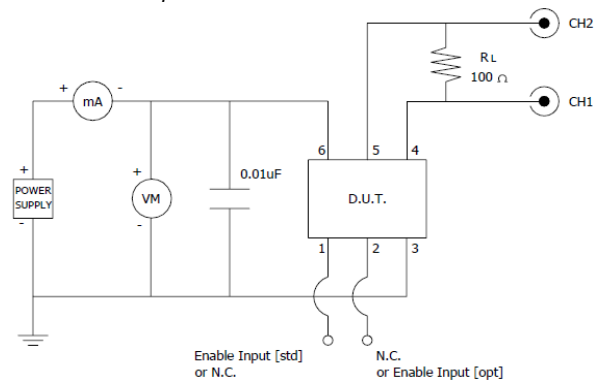 CH2
RL
100 Ω
CH1
+ mA -
6 5 4
+
POWER
SUPPLY
-
+
VM
-
0.01uF
D.U.T.
1 2 3
Enable Input [std]
or N.C.
N.C.
or Enable Input [opt]